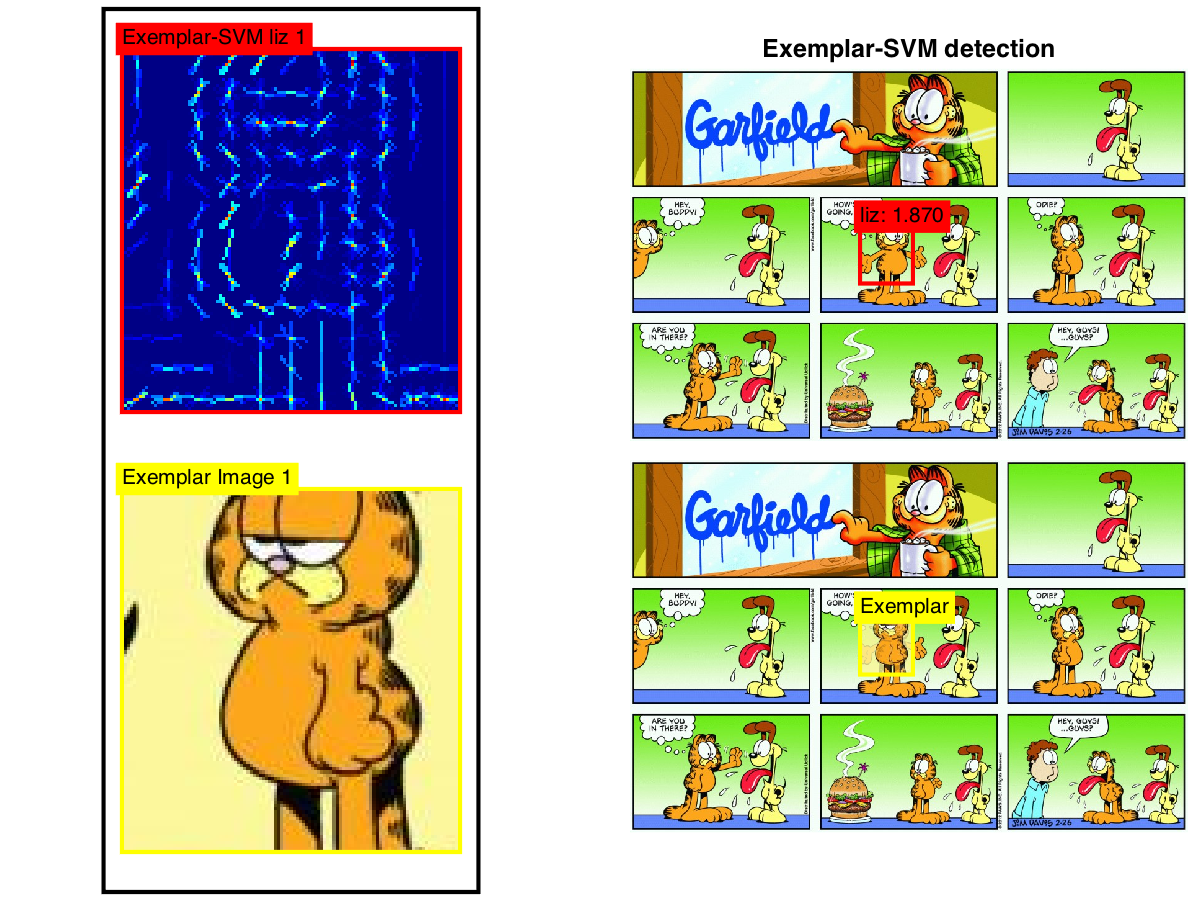 Exemplar-SVM liz 1
Exemplar Image 1
Exemplar-SVM detection
Garfield
HEY,
BUDDY!
HOW'S
GOING,
liz: 1.870
ODIE?
ARE YOU
IN THERE?
HEY, GUYS!
...GUYS?
JIM DAVIS 2-26
Garfield
HEY,
BUDDY!
HOW'S
GOING,
Exemplar
ODIE?
ARE YOU
IN THERE?
HEY, GUYS!
...GUYS?
JIM DAVIS 2-26